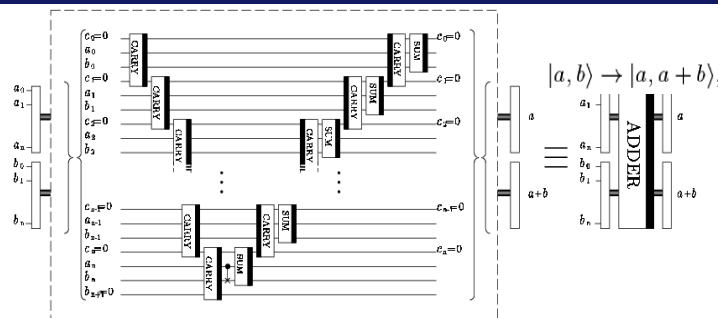 c₀=0
a₀
b₀
c₁=0
a₁
b₁
c₂=0
a₂
b₂
cₙ₋₁=0
aₙ₋₁
bₙ₋₁
cₙ=0
aₙ
bₙ
bₙ₊₁=0
a₀
a₁
aₙ
b₀
b₁
bₙ
CARRY
CARRY
CARRY
CARRY
CARRY
CARRY
SUM
CARRY
SUM
CARRY
SUM
CARRY
SUM
CARRY
SUM
c₀=0
c₁=0
c₂=0
cₙ₋₁=0
cₙ=0
a
a+b
|a, b⟩ → |a, a + b⟩,
a₁
aₙ
b₀
b₁
bₙ
ADDER
a
a+b